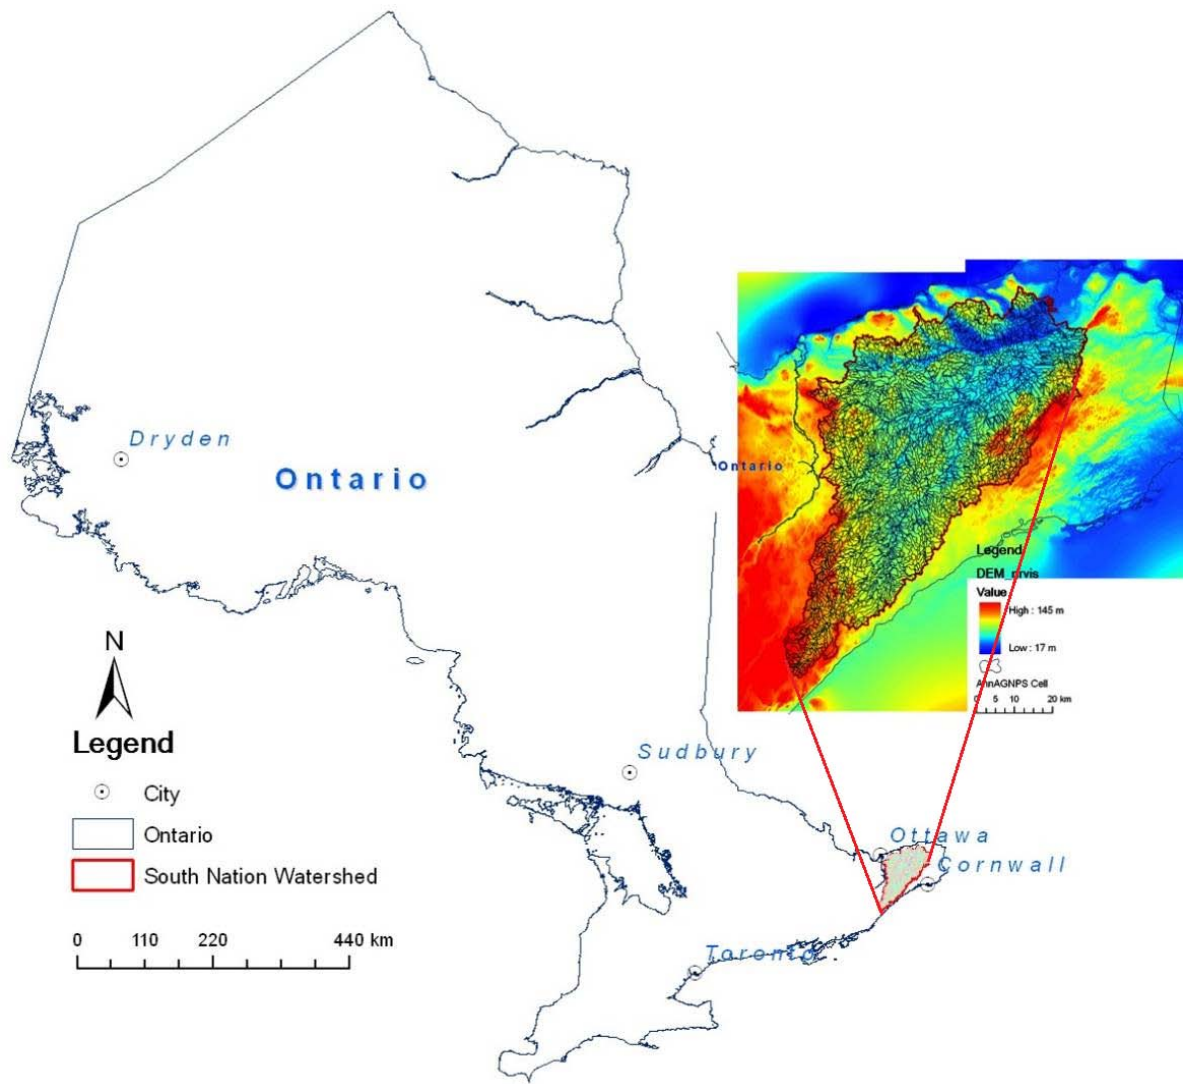 Dryden
Ontario
Ontario
Legend
Value
High : 145 m
Low : 17 m
AnnAGNPS Cell
0 5 10 20 km
N
Legend
City
Ontario
South Nation Watershed
0 110 220 440 km
Sudbury
Ottawa
Cornwall
Toronto